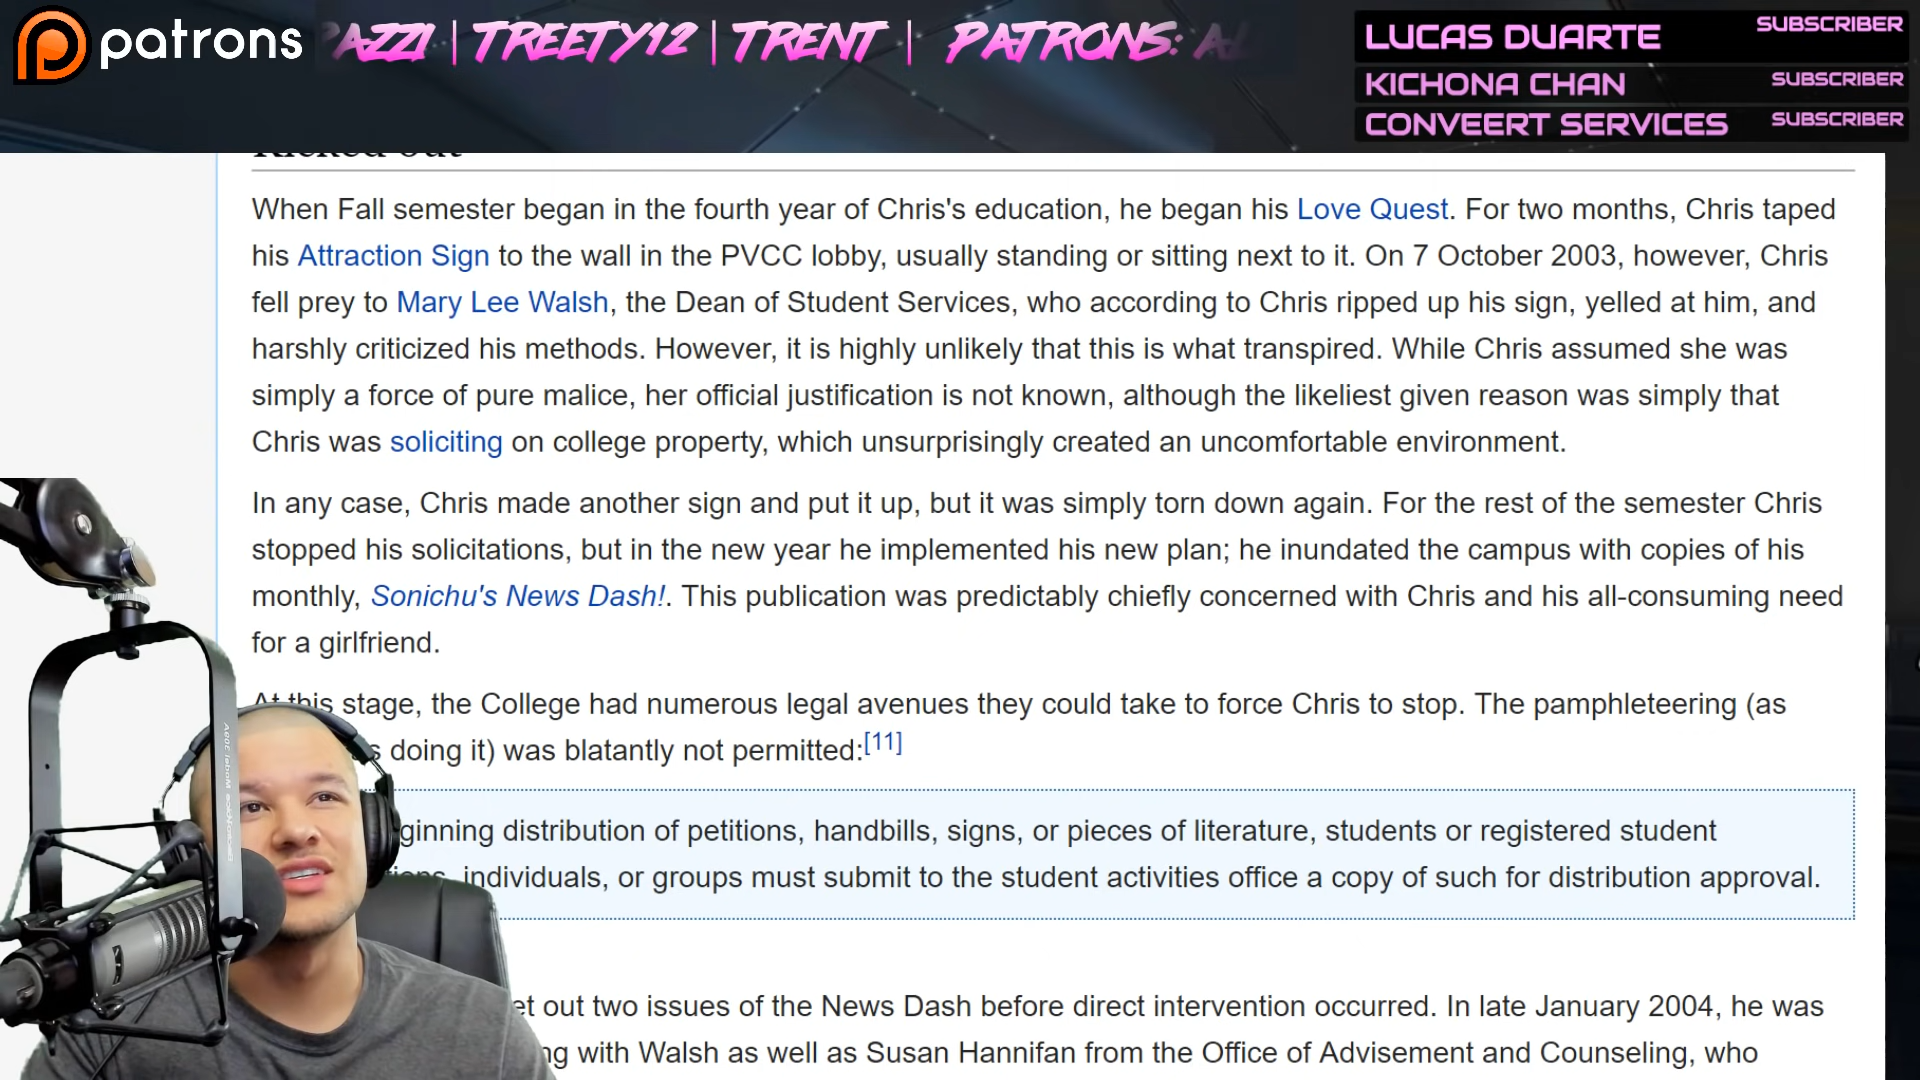 patrons
AZZI | TREETY12 | TRENT | PATRONS: AL
LUCAS DUARTE SUBSCRIBER
KICHONA CHAN SUBSCRIBER
CONVEERT SERVICES SUBSCRIBER
Kicked out
When Fall semester began in the fourth year of Chris's education, he began his Love Quest. For two months, Chris taped
his Attraction Sign to the wall in the PVCC lobby, usually standing or sitting next to it. On 7 October 2003, however, Chris
fell prey to Mary Lee Walsh, the Dean of Student Services, who according to Chris ripped up his sign, yelled at him, and
harshly criticized his methods. However, it is highly unlikely that this is what transpired. While Chris assumed she was
simply a force of pure malice, her official justification is not known, although the likeliest given reason was simply that
Chris was soliciting on college property, which unsurprisingly created an uncomfortable environment.
In any case, Chris made another sign and put it up, but it was simply torn down again. For the rest of the semester Chris
stopped his solicitations, but in the new year he implemented his new plan; he inundated the campus with copies of his
monthly, Sonichu's News Dash!. This publication was predictably chiefly concerned with Chris and his all-consuming need
for a girlfriend.
At this stage, the College had numerous legal avenues they could take to force Chris to stop. The pamphleteering (as
doing it) was blatantly not permitted:[11]
ginning distribution of petitions, handbills, signs, or pieces of literature, students or registered student
individuals, or groups must submit to the student activities office a copy of such for distribution approval.
et out two issues of the News Dash before direct intervention occurred. In late January 2004, he was
ng with Walsh as well as Susan Hannifan from the Office of Advisement and Counseling, who